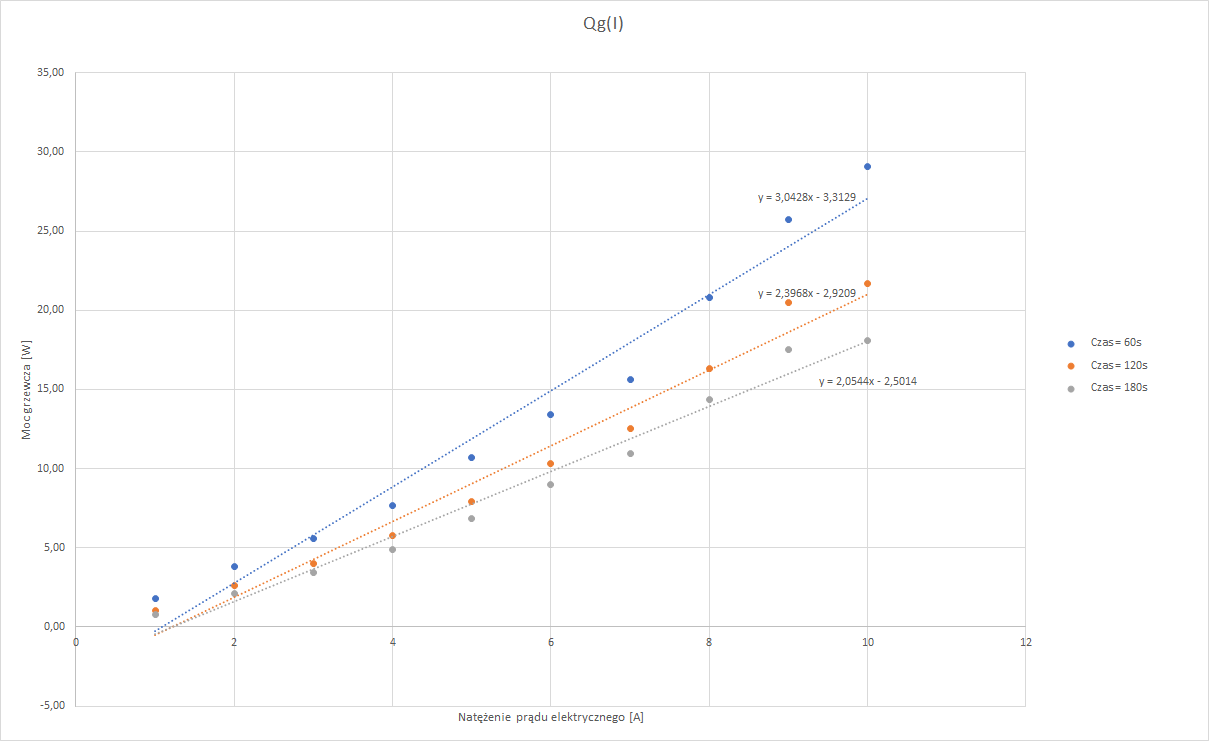 Qg(I)
35,00
30,00
25,00
20,00
15,00
10,00
5,00
0,00
-5,00
Moc grzewcza [W]
0
2
4
6
8
10
12
Natężenie prądu elektrycznego [A]
y = 3,0428x - 3,3129
y = 2,3968x - 2,9209
y = 2,0544x - 2,5014
Czas= 60s
Czas= 120s
Czas= 180s